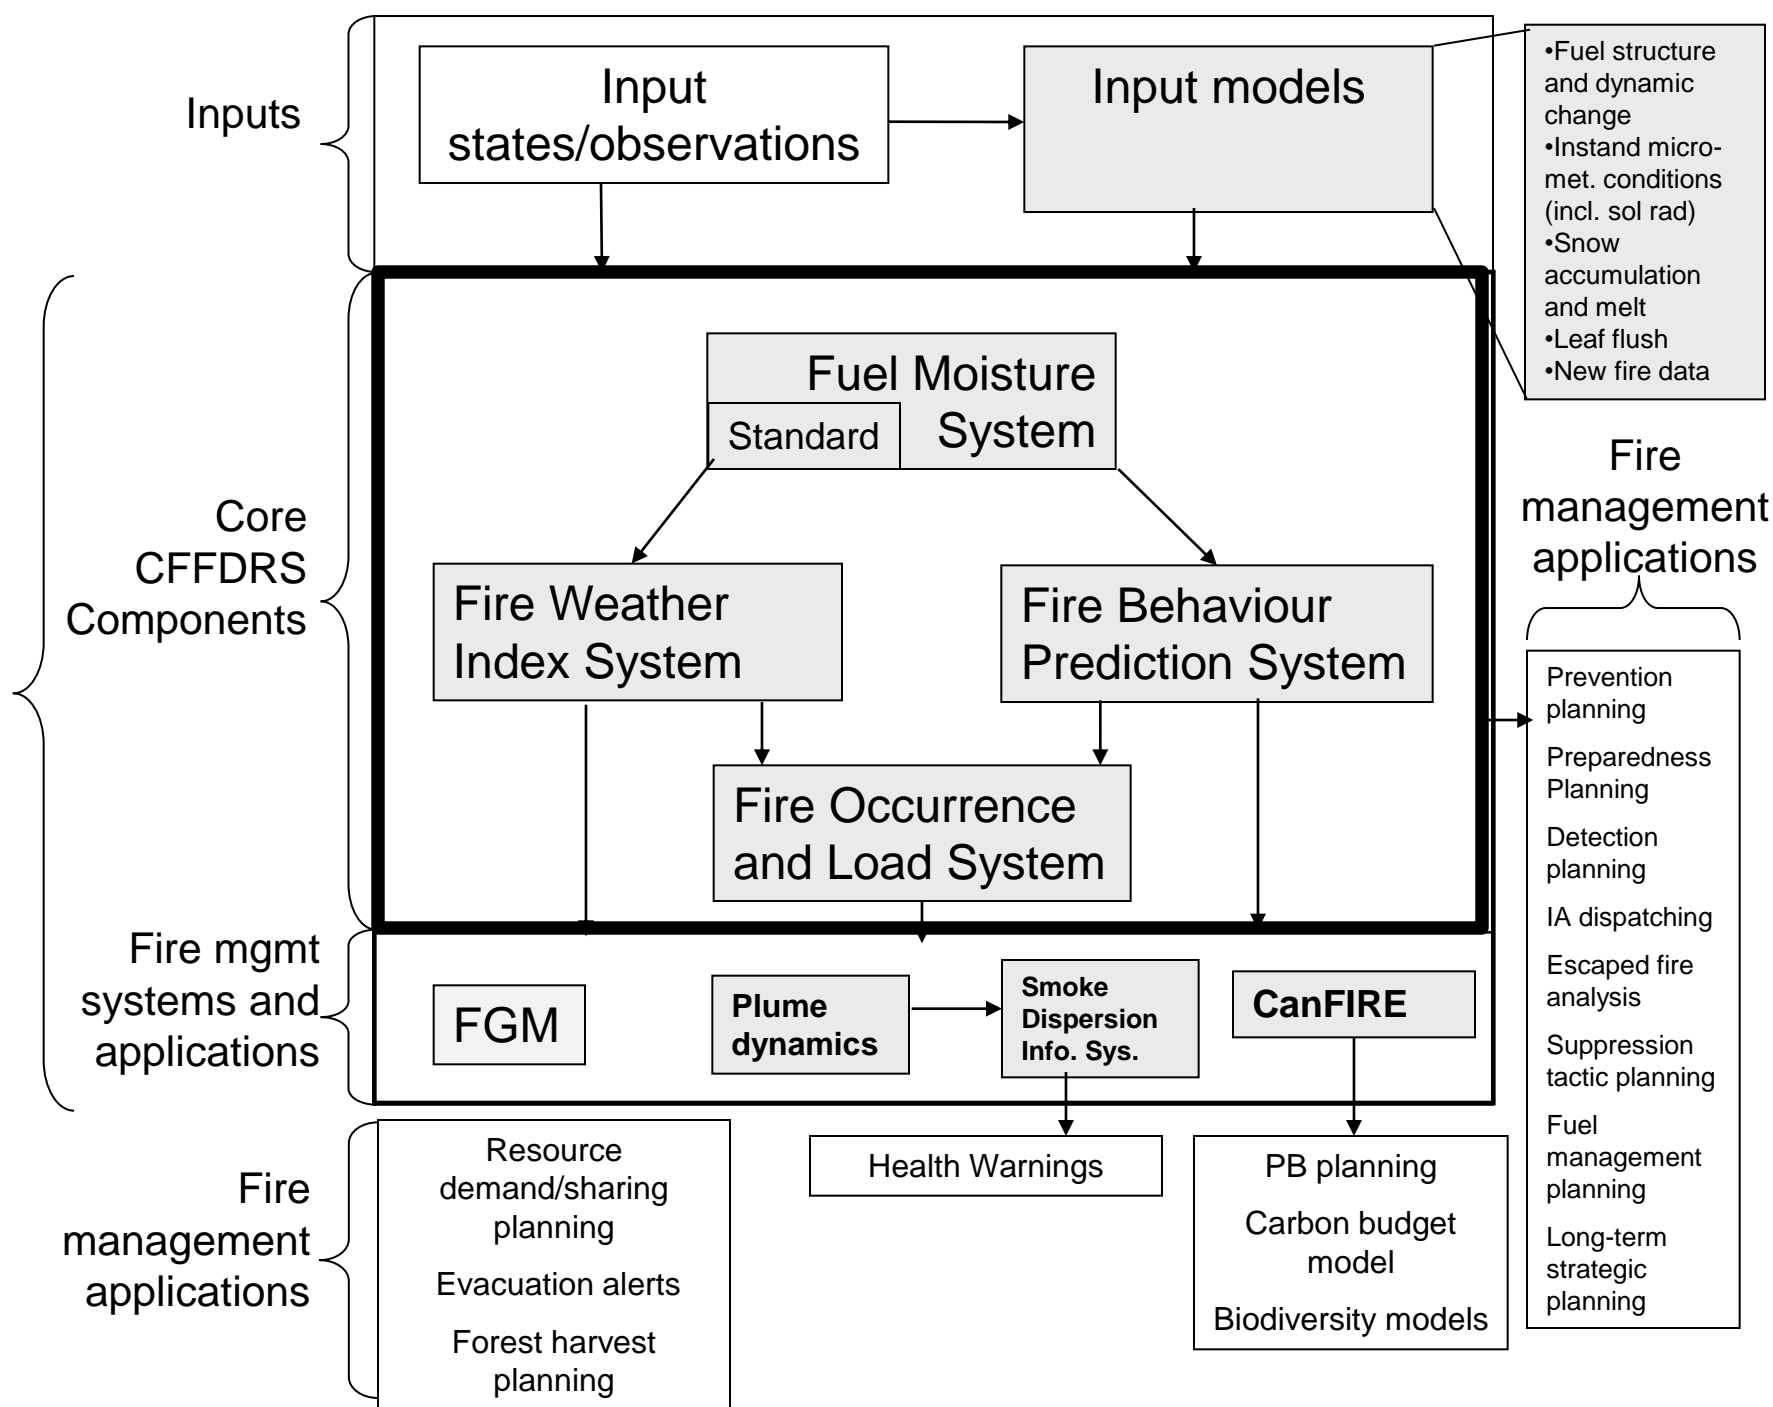 Inputs
Input
states/observations
Input models
•Fuel structure
and dynamic
change
•Instand micro-
met. conditions
(incl. sol rad)
•Snow
accumulation
and melt
•Leaf flush
•New fire data
Core
CFFDRS
Components
Fuel Moisture
System
Standard
Fire Weather
Index System
Fire Behaviour
Prediction System
Fire Occurrence
and Load System
Fire
management
applications
Prevention
planning
Preparedness
Planning
Detection
planning
IA dispatching
Escaped fire
analysis
Suppression
tactic planning
Fuel
management
planning
Long-term
strategic
planning
Fire mgmt
systems and
applications
FGM
Plume
dynamics
Smoke
Dispersion
Info. Sys.
CanFIRE
Fire
management
applications
Resource
demand/sharing
planning
Evacuation alerts
Forest harvest
planning
Health Warnings
PB planning
Carbon budget
model
Biodiversity models